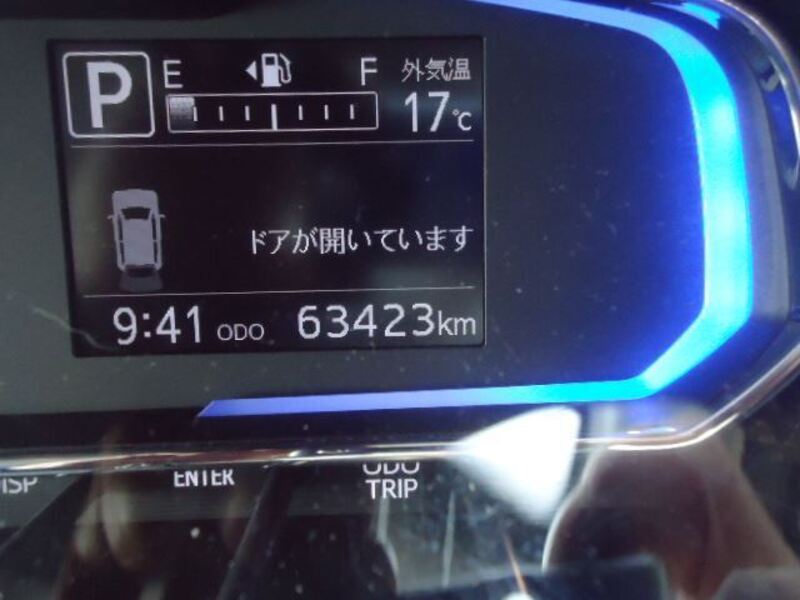 P E F 外気温
17℃
ドアが開いています
9:41 ODO 63423km
ENTER ODO
TRIP